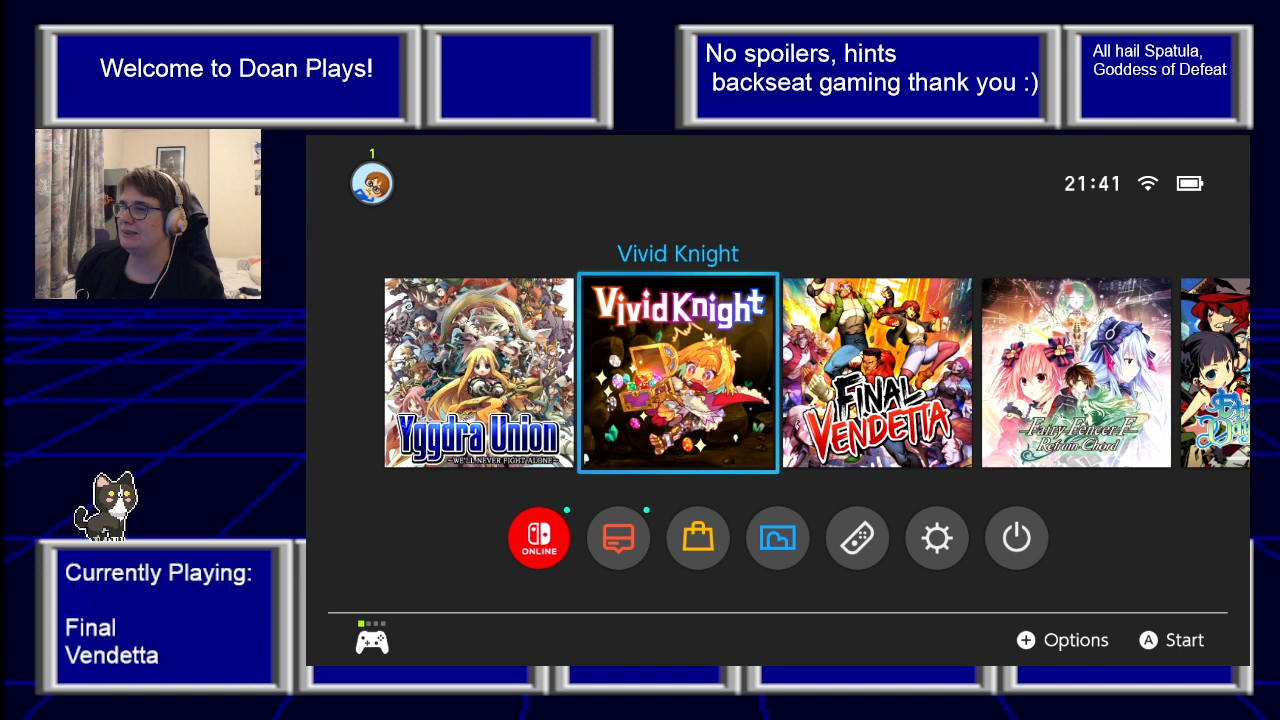 Welcome to Doan Plays!
No spoilers, hints
backseat gaming thank you :)
All hail Spatula,
Goddess of Defeat
1
21:41
Vivid Knight
Yggdra Union
~WE'LL NEVER FIGHT ALONE~
VividKnight
FINAL
VENDETTA
Fairy Fencer F
Refrain Chord
ONLINE
Currently Playing:
Final
Vendetta
+ Options
A Start